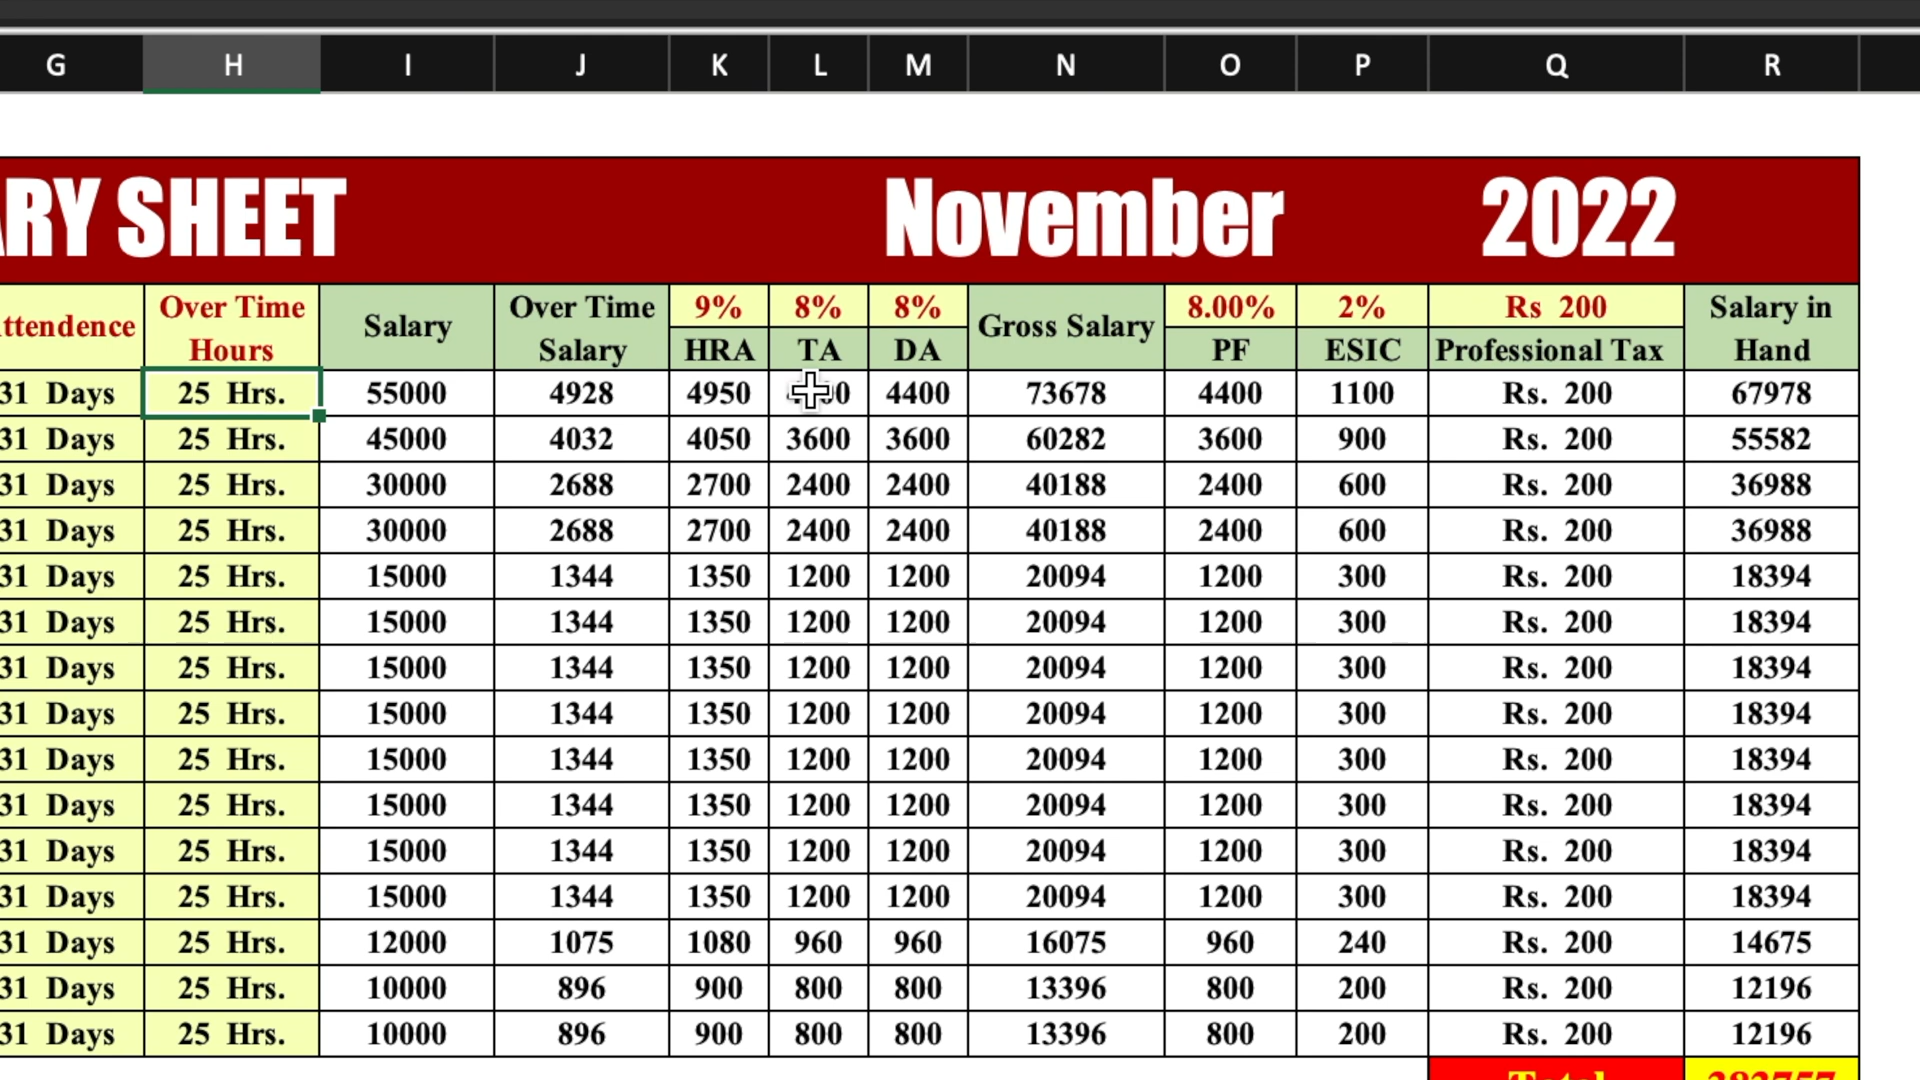 G H I J K L M N O P Q R
ARY SHEET November 2022
ttendence Over Time Hours Salary Over Time Salary 9% HRA 8% TA 8% DA Gross Salary 8.00% PF 2% ESIC Rs 200 Professional Tax Salary in Hand
31 Days 25 Hrs. 55000 4928 4950 4400 73678 4400 1100 Rs. 200 67978
31 Days 25 Hrs. 45000 4032 4050 3600 3600 60282 3600 900 Rs. 200 55582
31 Days 25 Hrs. 30000 2688 2700 2400 2400 40188 2400 600 Rs. 200 36988
31 Days 25 Hrs. 30000 2688 2700 2400 2400 40188 2400 600 Rs. 200 36988
31 Days 25 Hrs. 15000 1344 1350 1200 1200 20094 1200 300 Rs. 200 18394
31 Days 25 Hrs. 15000 1344 1350 1200 1200 20094 1200 300 Rs. 200 18394
31 Days 25 Hrs. 15000 1344 1350 1200 1200 20094 1200 300 Rs. 200 18394
31 Days 25 Hrs. 15000 1344 1350 1200 1200 20094 1200 300 Rs. 200 18394
31 Days 25 Hrs. 15000 1344 1350 1200 1200 20094 1200 300 Rs. 200 18394
31 Days 25 Hrs. 15000 1344 1350 1200 1200 20094 1200 300 Rs. 200 18394
31 Days 25 Hrs. 15000 1344 1350 1200 1200 20094 1200 300 Rs. 200 18394
31 Days 25 Hrs. 15000 1344 1350 1200 1200 20094 1200 300 Rs. 200 18394
31 Days 25 Hrs. 12000 1075 1080 960 960 16075 960 240 Rs. 200 14675
31 Days 25 Hrs. 10000 896 900 800 800 13396 800 200 Rs. 200 12196
31 Days 25 Hrs. 10000 896 900 800 800 13396 800 200 Rs. 200 12196
Total